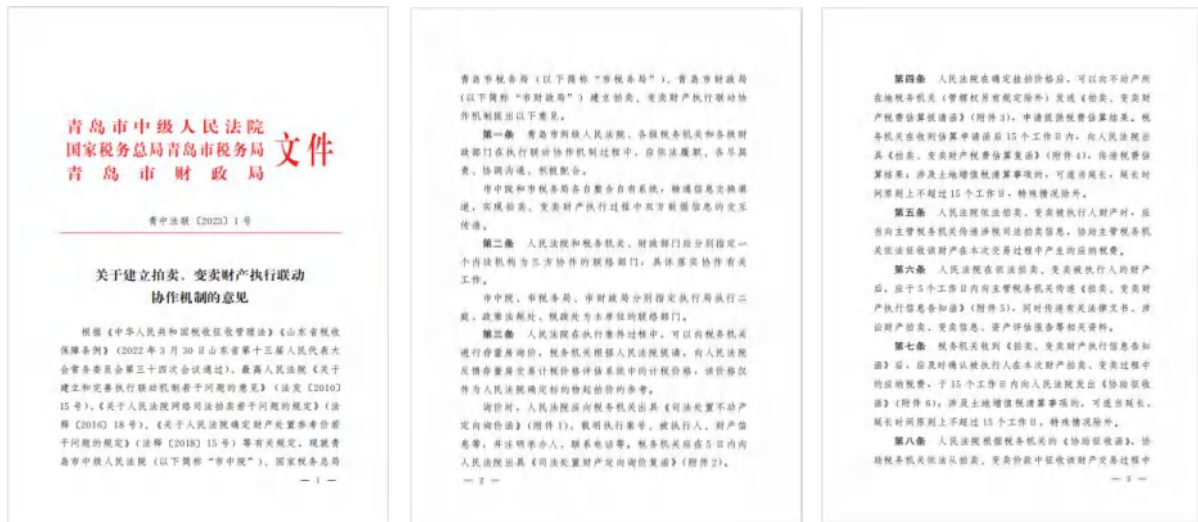 青岛市中级人民法院
国家税务总局青岛市税务局 文件
青岛市财政局
青中法联〔2023〕1号
关于建立拍卖、变卖财产执行联动
协作机制的意见
根据《中华人民共和国税收征收管理法》《山东省税收
保障条例》（2022年3月30日山东省第十三届人民代表大
会常务委员会第三十四次会议通过）、最高人民法院《关于
建立和完善执行联动机制若干问题的意见》（法发〔2010〕
15号）、《关于人民法院网络司法拍卖若干问题的规定》（法
释〔2016〕18号）、《关于人民法院确定财产处置参考价若
干问题的规定》（法释〔2018〕15号）等有关规定，现就青
岛市中级人民法院（以下简称“市中院”）、国家税务总局
— 1 —
青岛市税务局（以下简称“市税务局”）、青岛市财政局
（以下简称“市财政局”）建立拍卖、变卖财产执行联动协
作机制提出以下意见。
第一条 青岛市两级人民法院、各级税务机关和各级财
政部门在执行联动协作机制过程中，应依法履职、各尽其
责、协调沟通、积极配合。
市中院和市税务局各自整合自有系统，畅通信息交换渠
道，实现拍卖、变卖财产执行过程中双方数据信息的交互
传递。
第二条 人民法院和税务机关、财政部门应分别指定一
个内设机构为三方协作的联络部门，具体落实协作有关
工作。
市中院、市税务局、市财政局分别指定执行局执行二
庭、政策法规处、税政处为本单位的联络部门。
第三条 人民法院在执行案件过程中，可以向税务机关
进行存量房询价，税务机关根据人民法院提请，向人民法院
反馈存量房交易计税价格评估系统中的计税价格，该价格仅
作为人民法院确定标的物起拍价的参考。
询价时，人民法院应向税务机关出具《司法处置不动产
定向询价函》（附件1），载明执行案号、被执行人、财产信
息等，并注明承办人、联系电话等。税务机关应在5日内向
人民法院出具《司法处置财产定向询价复函》（附件2）。
— 2 —
第四条 人民法院在确定挂拍价格后，可以向不动产所
在地税务机关（管辖权另有规定除外）发送《拍卖、变卖财
产税费估算提请函》（附件3），申请提供税费估算结果。税
务机关在收到估算申请函后15个工作日内，向人民法院出
具《拍卖、变卖财产税费估算复函》（附件4），传递税费估
算结果；涉及土地增值税清算事项的，可适当延长，延长时
间原则上不超过15个工作日，特殊情况除外。
第五条 人民法院依法拍卖、变卖被执行人财产时，应
当向主管税务机关传递涉税司法拍卖信息，协助主管税务机
关依法征收该财产在本次交易过程中产生的应纳税费。
第六条 人民法院在依法拍卖、变卖被执行人的财产
后，应于5个工作日内向主管税务机关传递《拍卖、变卖财
产执行信息告知函》（附件5），同时传递有关法律文书、涉
讼财产拍卖、变卖信息、资产评估报告等相关资料。
第七条 税务机关收到《拍卖、变卖财产执行信息告知
函》后，应及时确认被执行人在本次财产拍卖、变卖过程中
的应纳税费，于15个工作日内向人民法院发出《协助征收
函》（附件6）；涉及土地增值税清算事项的，可适当延长，
延长时间原则上不超过15个工作日，特殊情况除外。
第八条 人民法院根据税务机关的《协助征收函》，协
助税务机关依法从拍卖、变卖价款中征收该财产交易过程中
— 3 —